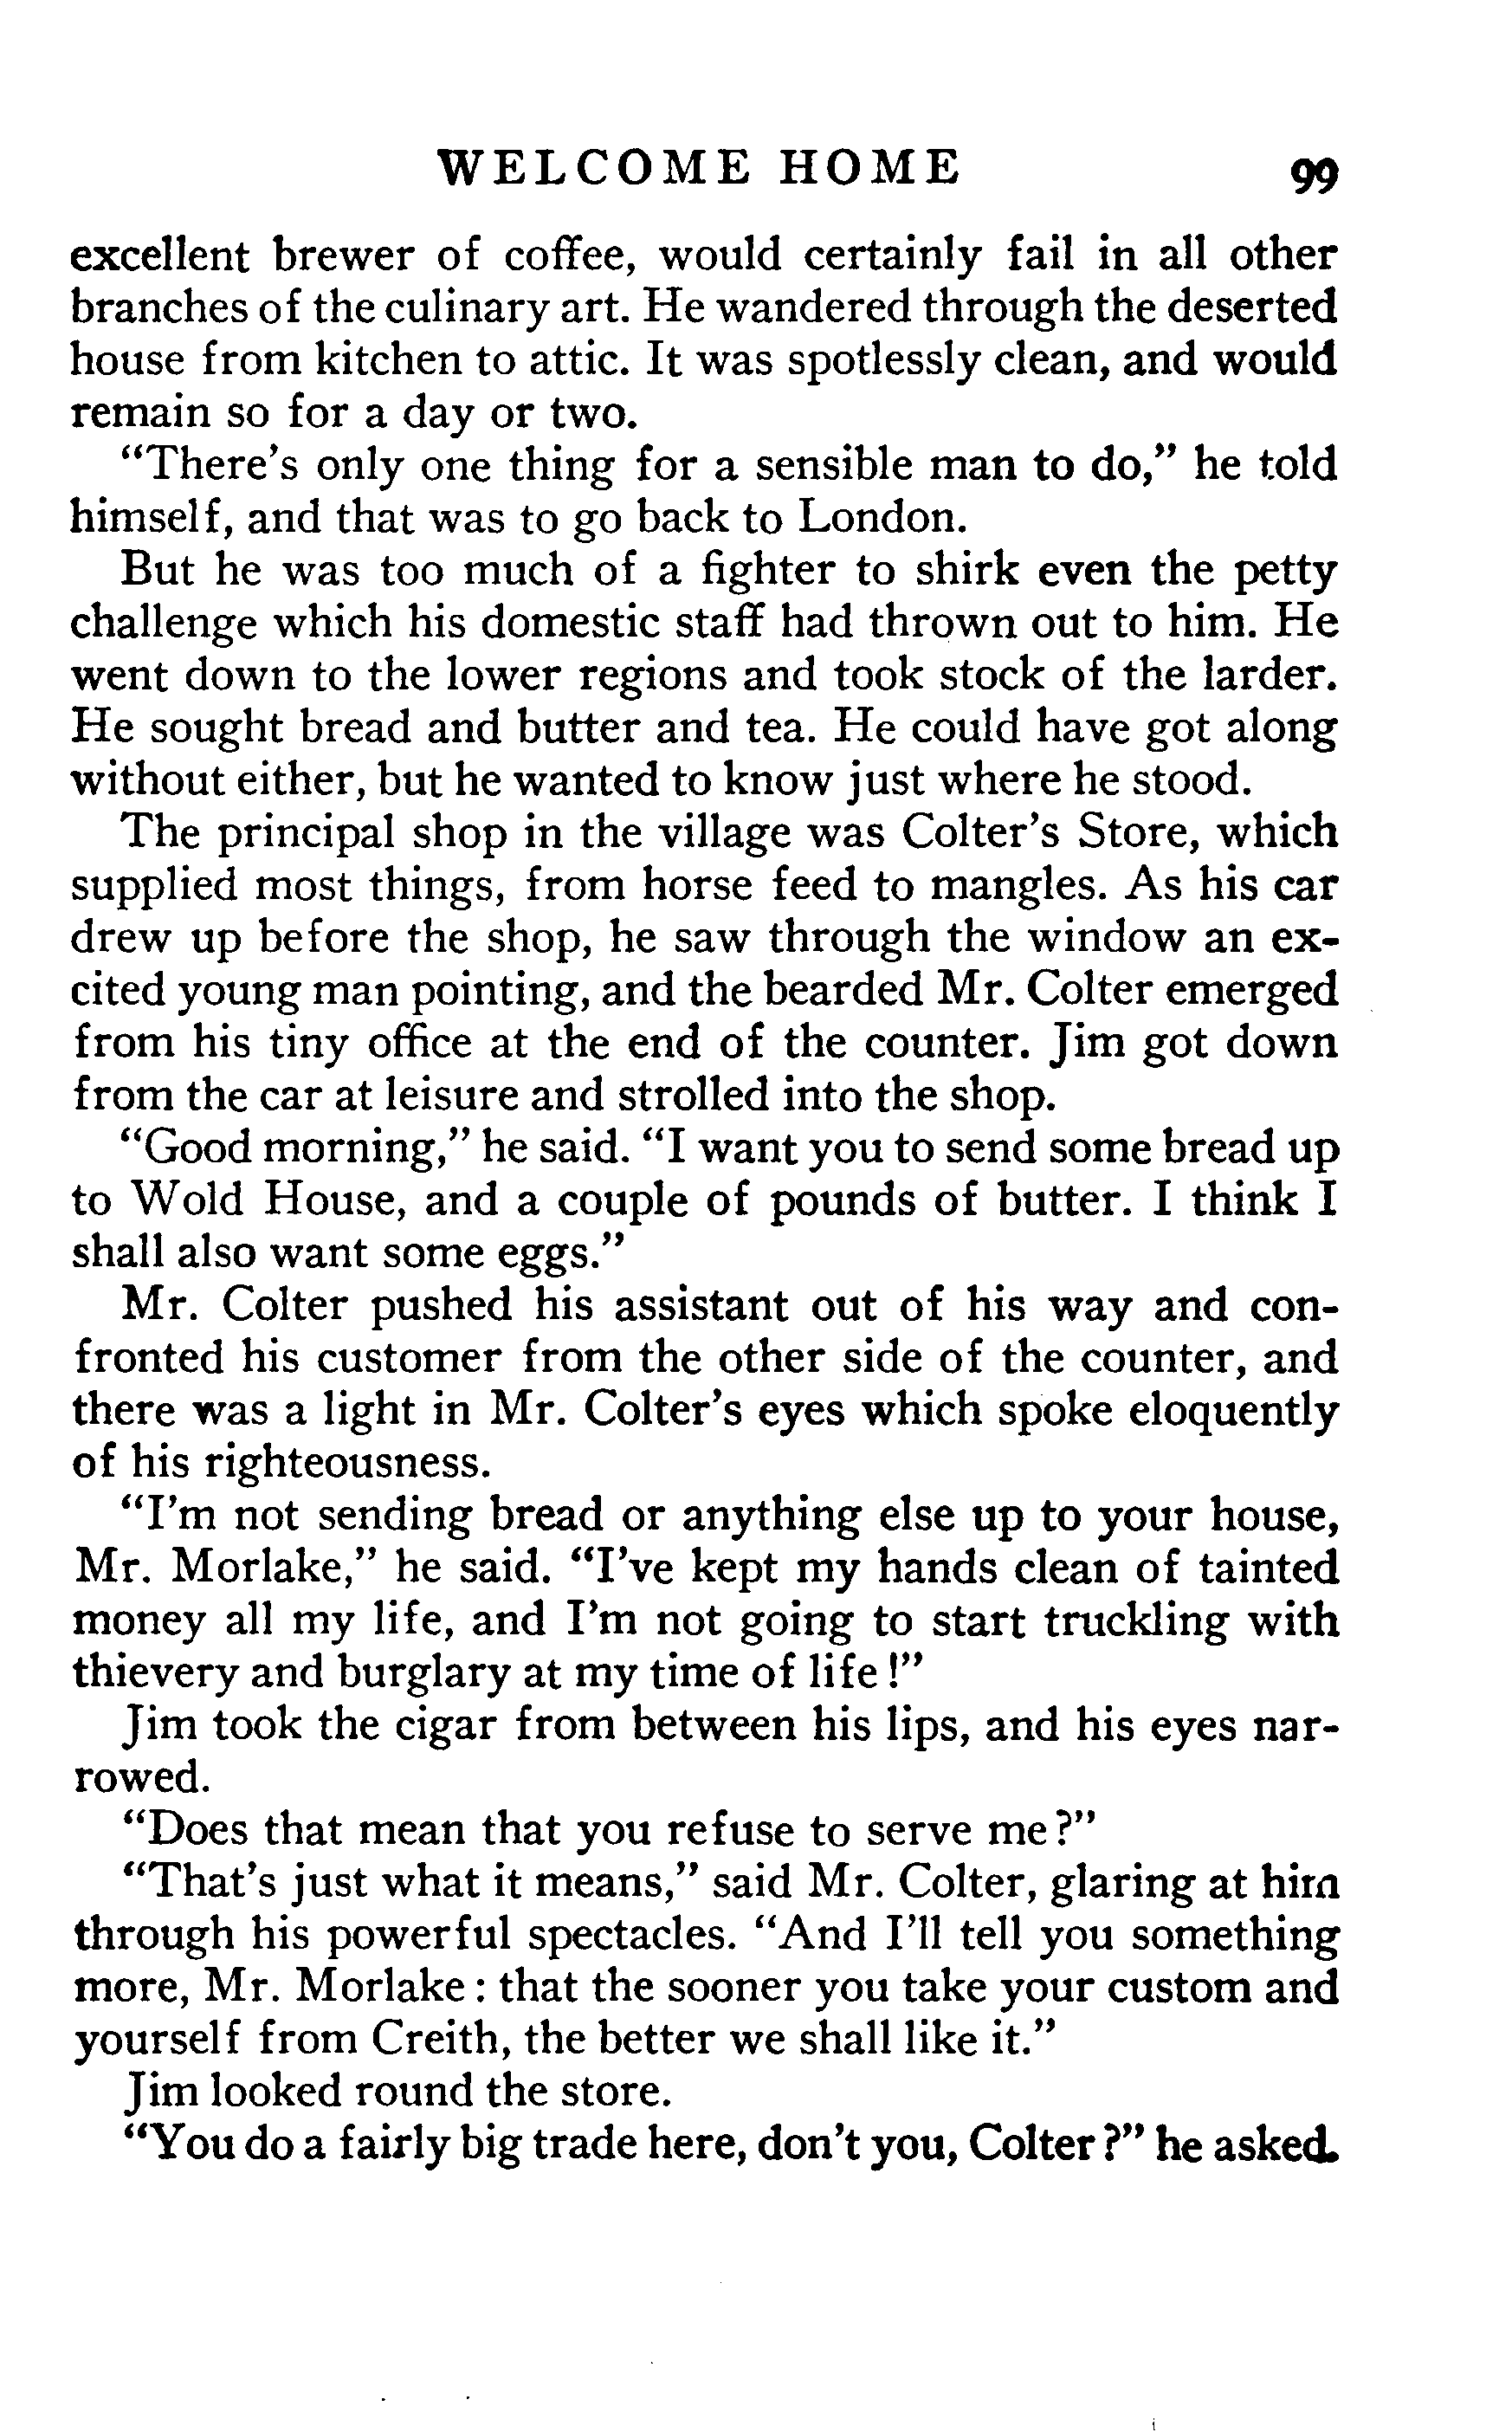 WELCOME HOME 99
excellent brewer of coffee, would certainly fail in all other
branches of the culinary art. He wandered through the deserted
house from kitchen to attic. It was spotlessly clean, and would
remain so for a day or two.
"There's only one thing for a sensible man to do," he told
himself, and that was to go back to London.
But he was too much of a fighter to shirk even the petty
challenge which his domestic staff had thrown out to him. He
went down to the lower regions and took stock of the larder.
He sought bread and butter and tea. He could have got along
without either, but he wanted to know just where he stood.
The principal shop in the village was Colter's Store, which
supplied most things, from horse feed to mangles. As his car
drew up before the shop, he saw through the window an ex-
cited young man pointing, and the bearded Mr. Colter emerged
from his tiny office at the end of the counter. Jim got down
from the car at leisure and strolled into the shop.
"Good morning," he said. "I want you to send some bread up
to Wold House, and a couple of pounds of butter. I think I
shall also want some eggs."
Mr. Colter pushed his assistant out of his way and con-
fronted his customer from the other side of the counter, and
there was a light in Mr. Colter's eyes which spoke eloquently
of his righteousness.
"I'm not sending bread or anything else up to your house,
Mr. Morlake," he said. "I've kept my hands clean of tainted
money all my life, and I'm not going to start truckling with
thievery and burglary at my time of life!"
Jim took the cigar from between his lips, and his eyes nar-
rowed.
"Does that mean that you refuse to serve me?"
"That's just what it means," said Mr. Colter, glaring at him
through his powerful spectacles. "And I'll tell you something
more, Mr. Morlake: that the sooner you take your custom and
yourself from Creith, the better we shall like it."
Jim looked round the store.
"You do a fairly big trade here, don't you, Colter?" he asked.